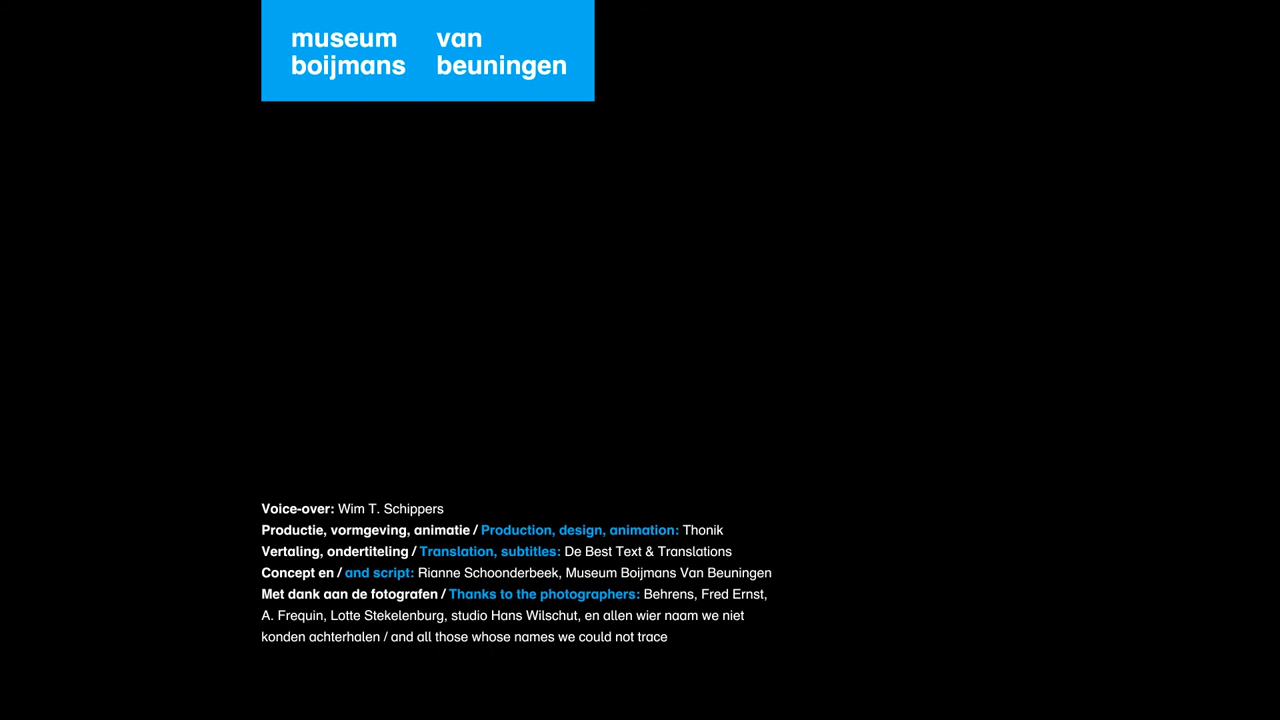 museum van
boijmans beuningen
Voice-over: Wim T. Schippers
Productie, vormgeving, animatie / Production, design, animation: Thonik
Vertaling, ondertiteling / Translation, subtitles: De Best Text & Translations
Concept en / and script: Rianne Schoonderbeek, Museum Boijmans Van Beuningen
Met dank aan de fotografen / Thanks to the photographers: Behrens, Fred Ernst,
A. Frequin, Lotte Stekelenburg, studio Hans Wilschut, en allen wier naam we niet
konden achterhalen / and all those whose names we could not trace